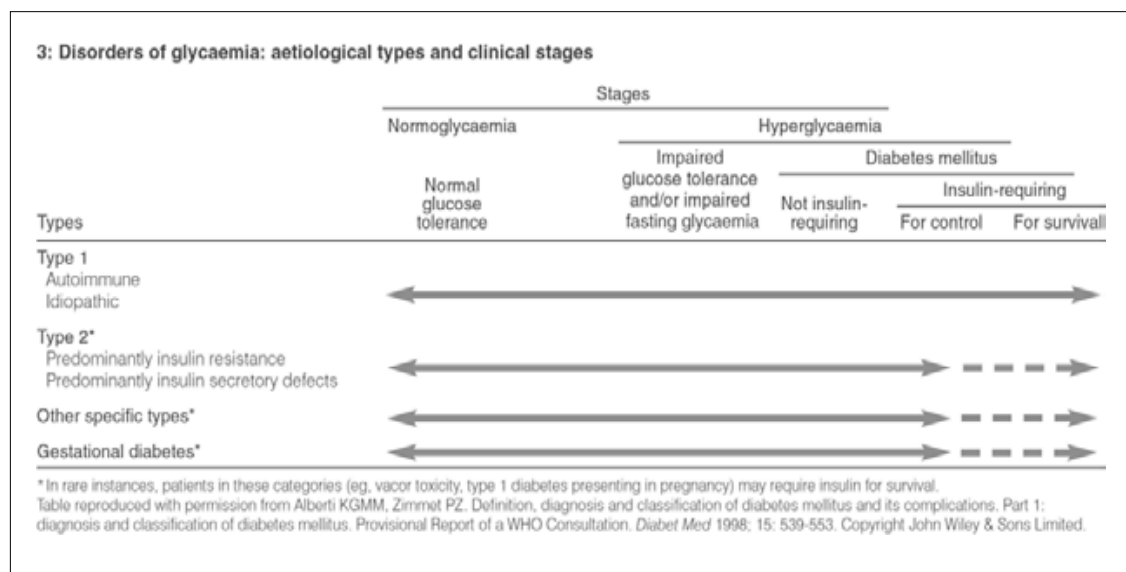 3: Disorders of glycaemia: aetiological types and clinical stages
Stages
Normoglycaemia
Hyperglycaemia
Impaired
glucose tolerance
and/or impaired
fasting glycaemia
Diabetes mellitus
Normal
glucose
tolerance
Not insulin-
requiring
Insulin-requiring
Types
For control
For survivall
Type 1
Autoimmune
Idiopathic
Type 2*
Predominantly insulin resistance
Predominantly insulin secretory defects
Other specific types*
Gestational diabetes*
* In rare instances, patients in these categories (eg, vacor toxicity, type 1 diabetes presenting in pregnancy) may require insulin for survival.
Table reproduced with permission from Alberti KGMM, Zimmet PZ. Definition, diagnosis and classification of diabetes mellitus and its complications. Part 1:
diagnosis and classification of diabetes mellitus. Provisional Report of a WHO Consultation. Diabet Med 1998; 15: 539-553. Copyright John Wiley & Sons Limited.